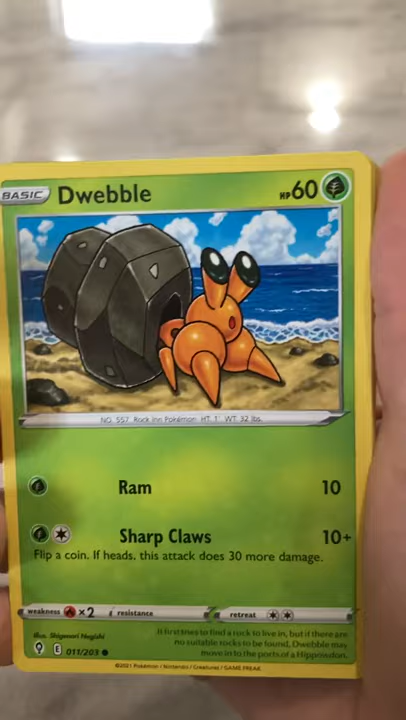 BASIC Dwebble HP 60
NO. 557 Rock Inn Pokémon HT: 1' WT: 32 lbs.
Ram 10
Sharp Claws 10+
Flip a coin. If heads, this attack does 30 more damage.
weakness ×2 resistance retreat
Illus. Shigenori Negishi
It first tries to find a rock to live in, but if there are
no suitable rocks to be found, Dwebble may
move in to the ports of a Hippowdon.
E 011/203
©2021 Pokémon / Nintendo / Creatures / GAME FREAK